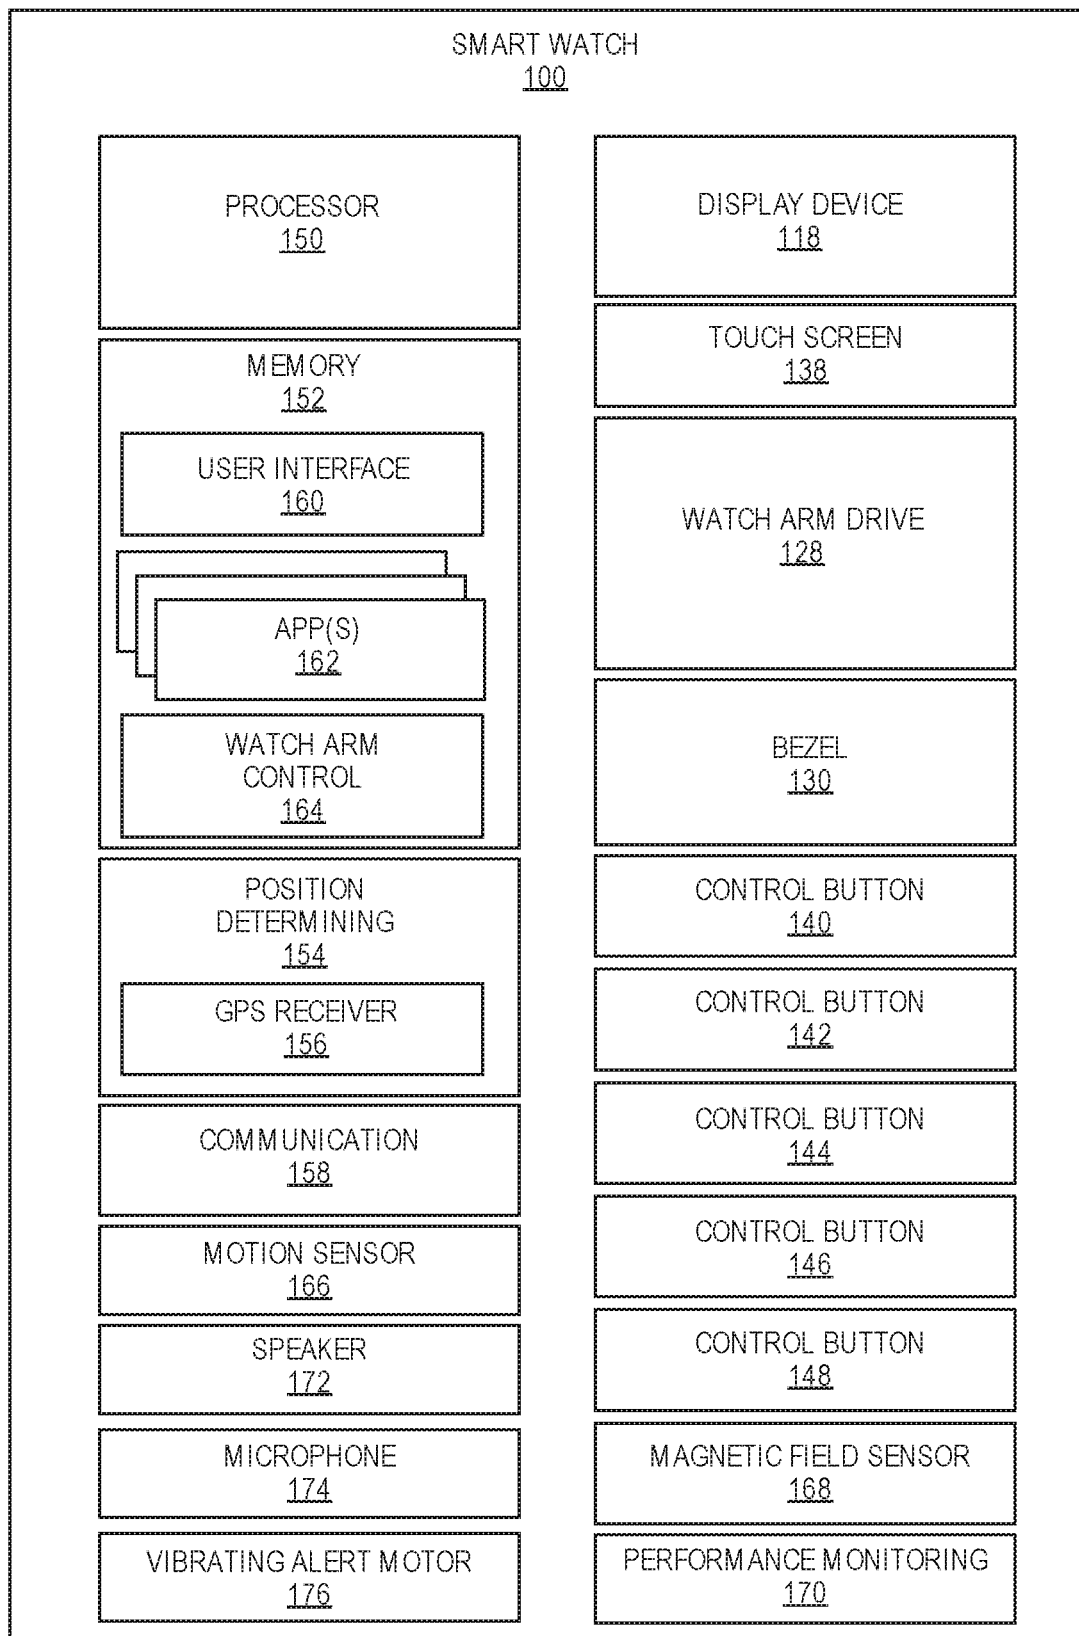 SMART WATCH
100
PROCESSOR
150
MEMORY
152
USER INTERFACE
160
APP(S)
162
WATCH ARM
CONTROL
164
POSITION
DETERMINING
154
GPS RECEIVER
156
COMMUNICATION
158
MOTION SENSOR
166
SPEAKER
172
MICROPHONE
174
VIBRATING ALERT MOTOR
176
DISPLAY DEVICE
118
TOUCH SCREEN
138
WATCH ARM DRIVE
128
BEZEL
130
CONTROL BUTTON
140
CONTROL BUTTON
142
CONTROL BUTTON
144
CONTROL BUTTON
146
CONTROL BUTTON
148
MAGNETIC FIELD SENSOR
168
PERFORMANCE MONITORING
170